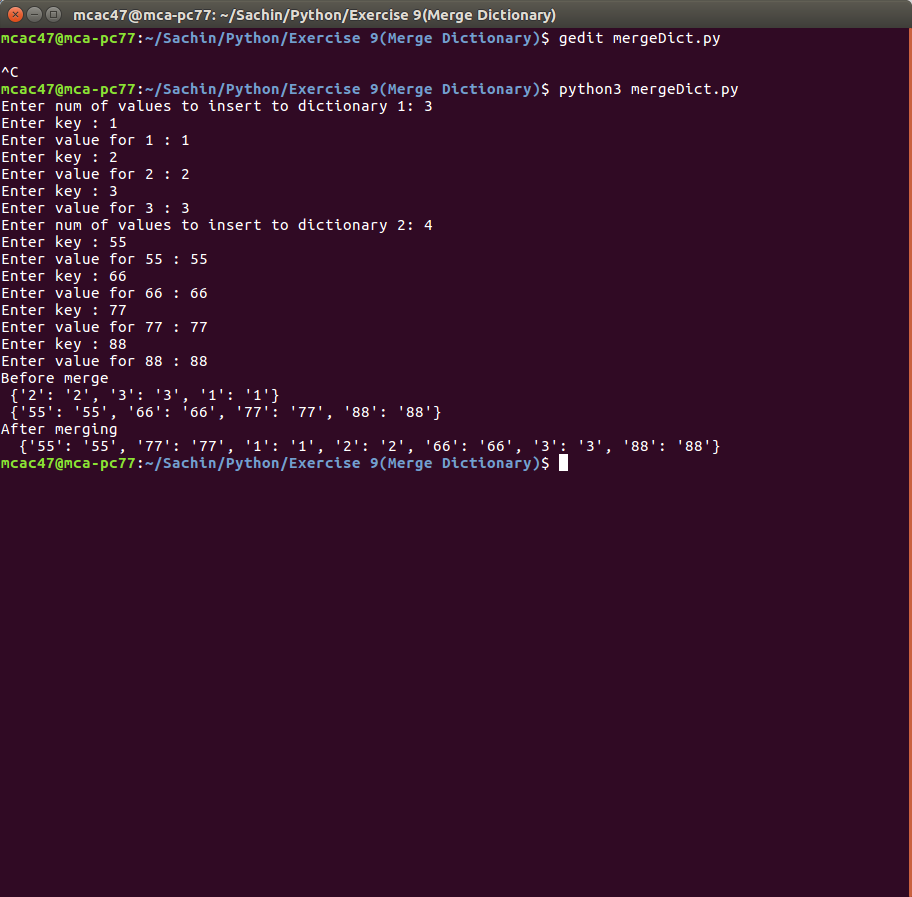 mcac47@mca-pc77: ~/Sachin/Python/Exercise 9(Merge Dictionary)
mcac47@mca-pc77:~/Sachin/Python/Exercise 9(Merge Dictionary)$ gedit mergeDict.py
^C
mcac47@mca-pc77:~/Sachin/Python/Exercise 9(Merge Dictionary)$ python3 mergeDict.py
Enter num of values to insert to dictionary 1: 3
Enter key : 1
Enter value for 1 : 1
Enter key : 2
Enter value for 2 : 2
Enter key : 3
Enter value for 3 : 3
Enter num of values to insert to dictionary 2: 4
Enter key : 55
Enter value for 55 : 55
Enter key : 66
Enter value for 66 : 66
Enter key : 77
Enter value for 77 : 77
Enter key : 88
Enter value for 88 : 88
Before merge
 {'2': '2', '3': '3', '1': '1'}
 {'55': '55', '66': '66', '77': '77', '88': '88'}
After merging
  {'55': '55', '77': '77', '1': '1', '2': '2', '66': '66', '3': '3', '88': '88'}
mcac47@mca-pc77:~/Sachin/Python/Exercise 9(Merge Dictionary)$